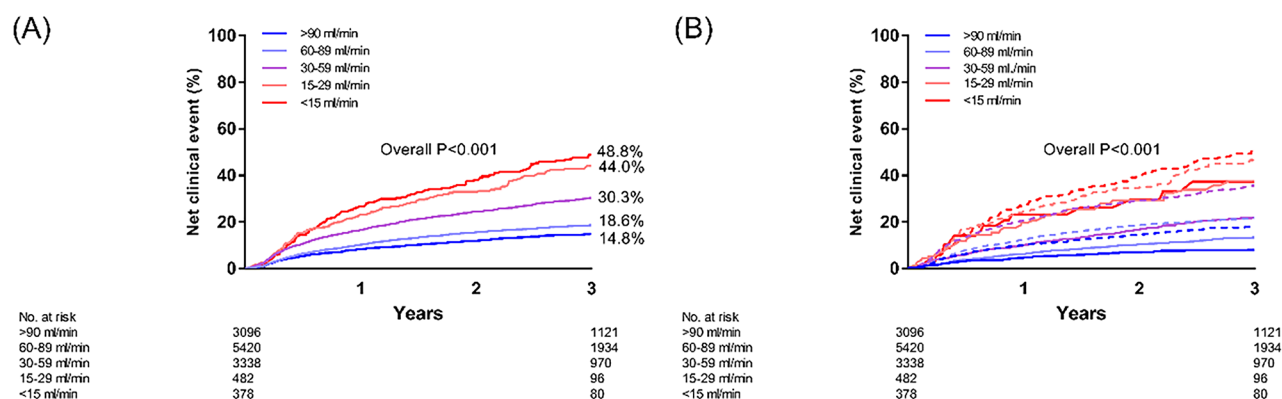 (A)
100
80
60
40
20
0
Net clinical event (%)
>90 ml/min
60-89 ml/min
30-59 ml/min
15-29 ml/min
<15 ml/min
Overall P<0.001
48.8%
44.0%
30.3%
18.6%
14.8%
1 2 3
Years
No. at risk
>90 ml/min 3096 1121
60-89 ml/min 5420 1934
30-59 ml/min 3338 970
15-29 ml/min 482 96
<15 ml/min 378 80
(B)
100
80
60
40
20
0
Net clinical event (%)
>90 ml/min
60-89 ml/min
30-59 mL/min
15-29 ml/min
<15 ml/min
Overall P<0.001
1 2 3
Years
No. at risk
>90 ml/min 3096 1121
60-89 ml/min 5420 1934
30-59 ml/min 3338 970
15-29 ml/min 482 96
<15 ml/min 378 80